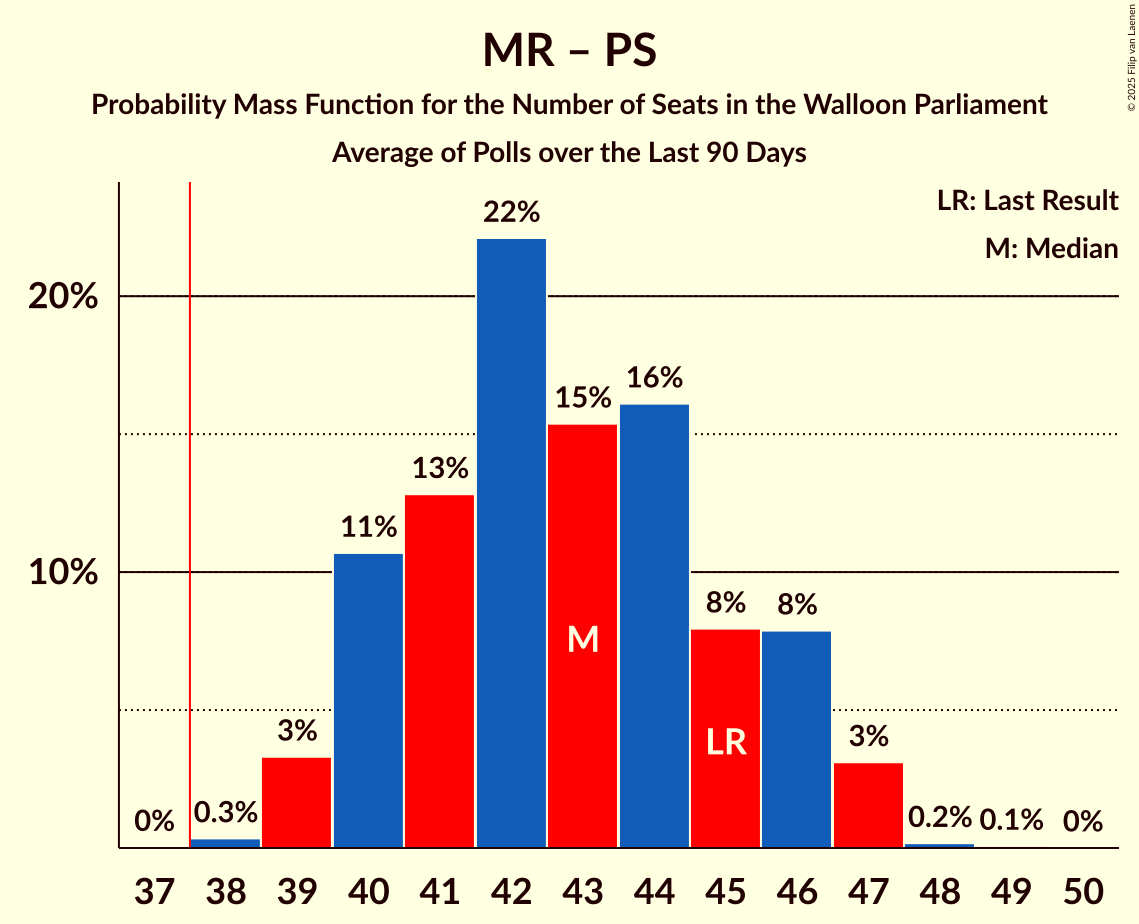 MR – PS
Probability Mass Function for the Number of Seats in the Walloon Parliament
Average of Polls over the Last 90 Days
© 2025 Filip van Laenen
LR: Last Result
M: Median
20%
10%
0%
0.3%
3%
11%
13%
22%
15%
16%
8%
8%
3%
0.2%
0.1%
0%
M
LR
37 38 39 40 41 42 43 44 45 46 47 48 49 50